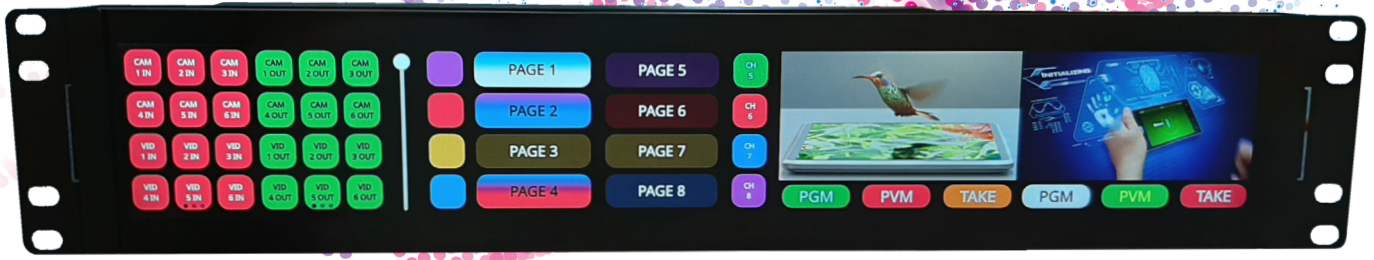 CAM
1 IN
CAM
2 IN
CAM
3 IN
CAM
1 OUT
CAM
2 OUT
CAM
3 OUT
CAM
4 IN
CAM
5 IN
CAM
6 IN
CAM
4 OUT
CAM
5 OUT
CAM
6 OUT
VID
1 IN
VID
2 IN
VID
3 IN
VID
1 OUT
VID
2 OUT
VID
3 OUT
VID
4 IN
VID
5 IN
VID
6 IN
VID
4 OUT
VID
5 OUT
VID
6 OUT
PAGE 1
PAGE 2
PAGE 3
PAGE 4
PAGE 5
PAGE 6
PAGE 7
PAGE 8
CH
5
CH
6
CH
7
CH
8
INITIALIZING
PGM
PVM
TAKE
PGM
PVM
TAKE